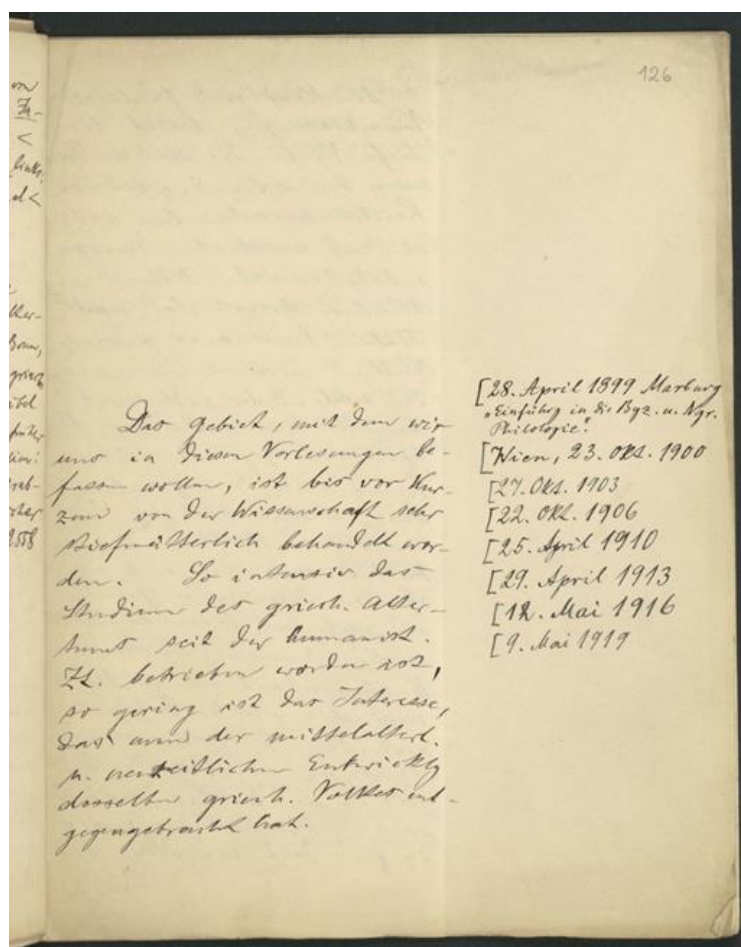 126
Das Gebiet, mit dem wir
uns in diesen Vorlesungen be-
fassen wollen, ist bis vor Kur-
zem von der Wissenschaft sehr
stiefmütterlich behandelt wor-
den. So intensiv das
Studium des griech. Alter-
tums seit der humanist.
Zt. betrieben worden ist,
so gering ist das Interesse,
das man der mittelalterl.
u. neuzeitlichen Entwicklg
desselben griech. Volkes ent-
gegengebracht hat.
[28. April 1899 Marburg
„Einführg in die Byz. u. Ngr.
Philologie."
[Wien, 23. Okt. 1900
[27. Okt. 1903
[22. Okt. 1906
[25. April 1910
[29. April 1913
[12. Mai 1916
[9. Mai 1919
links:
1558